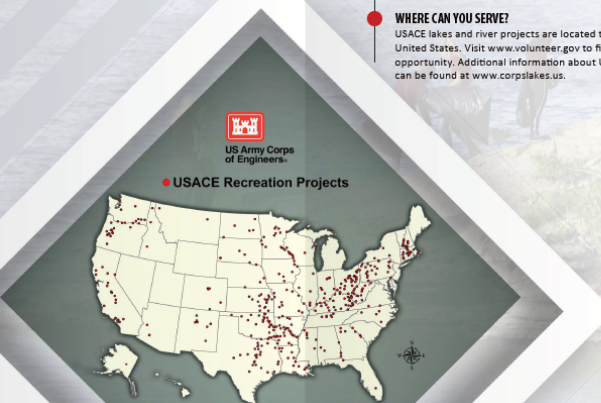 WHERE CAN YOU SERVE?
USACE lakes and river projects are located
United States. Visit www.volunteer.gov to
opportunity. Additional information about
can be found at www.corpslakes.us.
US Army Corps
of Engineers®
USACE Recreation Projects